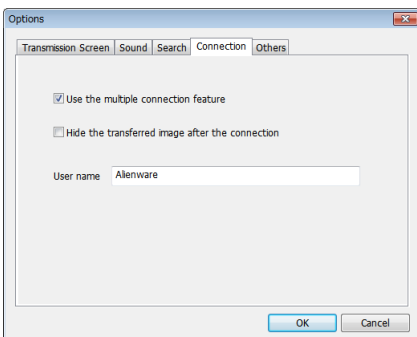 Options
Transmission Screen Sound Search Connection Others
Use the multiple connection feature
Hide the transferred image after the connection
User name Alienware
OK Cancel